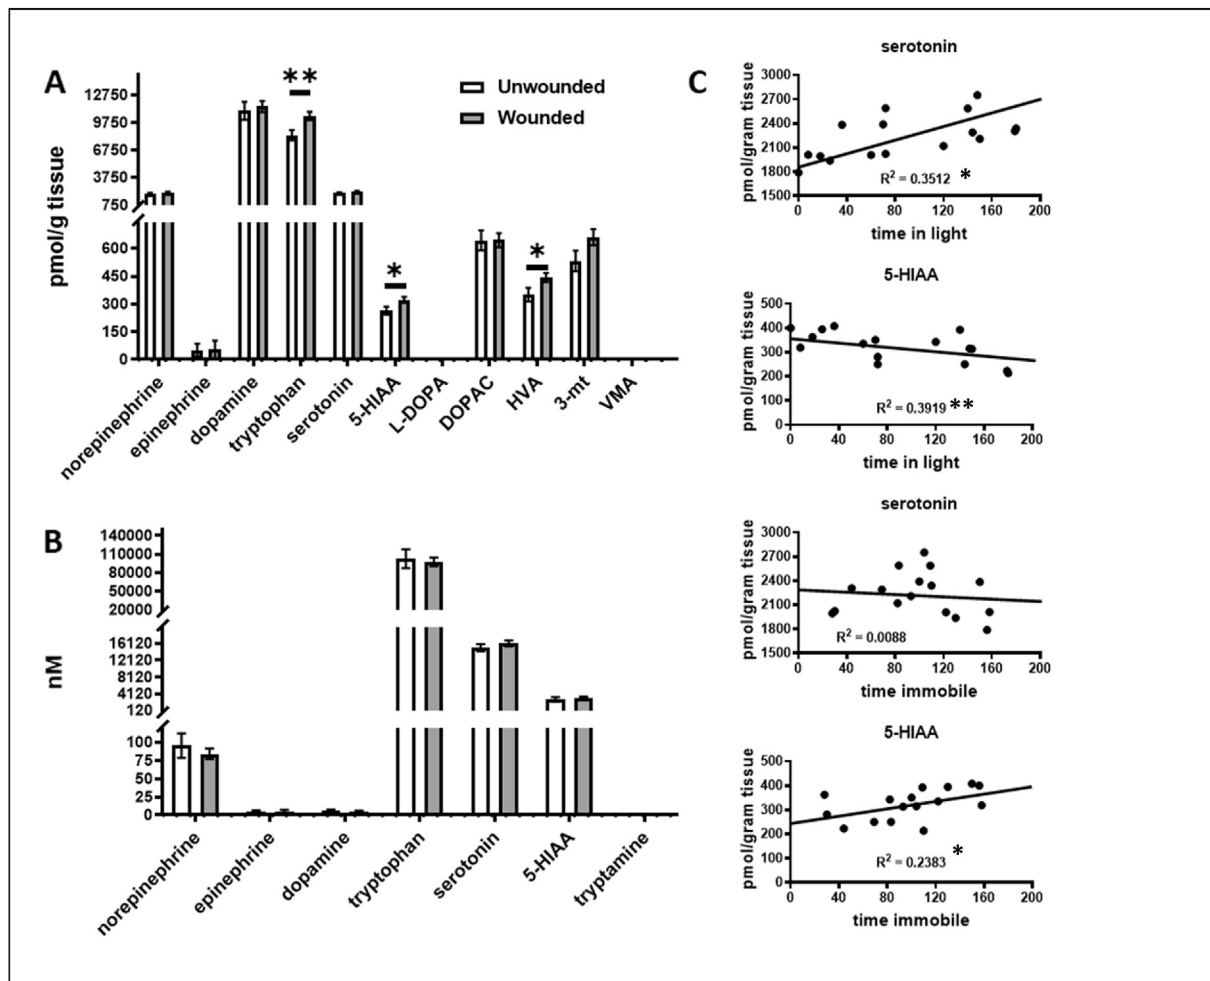 A
Unwounded
Wounded
**
*
*
pmol/g tissue
12750
9750
6750
3750
750
600
450
300
150
0
norepinephrine
epinephrine
dopamine
tryptophan
serotonin
5-HIAA
L-DOPA
DOPAC
HVA
3-mt
VMA
B
nM
140000
110000
80000
50000
20000
16120
12120
8120
4120
120
100
75
50
25
0
norepinephrine
epinephrine
dopamine
tryptophan
serotonin
5-HIAA
tryptamine
C
serotonin
pmol/gram tissue
3000
2700
2400
2100
1800
1500
R² = 0.3512 *
0 40 80 120 160 200
time in light
5-HIAA
pmol/gram tissue
500
400
300
200
100
0
R² = 0.3919 **
0 40 80 120 160 200
time in light
serotonin
pmol/gram tissue
3000
2700
2400
2100
1800
1500
R² = 0.0088
0 40 80 120 160 200
time immobile
5-HIAA
pmol/gram tissue
500
400
300
200
100
0
R² = 0.2383 *
0 40 80 120 160 200
time immobile